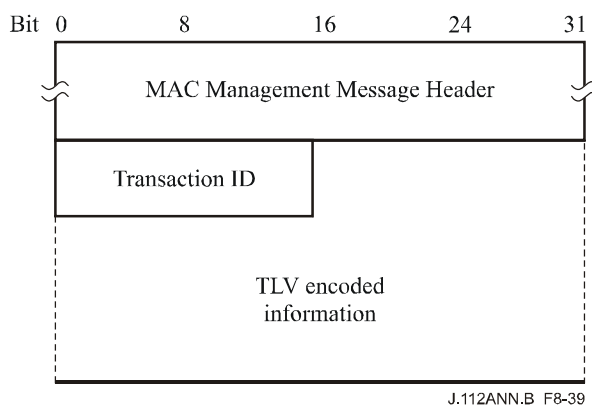 Bit 0 8 16 24 31
MAC Management Message Header
Transaction ID
TLV encoded
information
J.112ANN.B F8-39